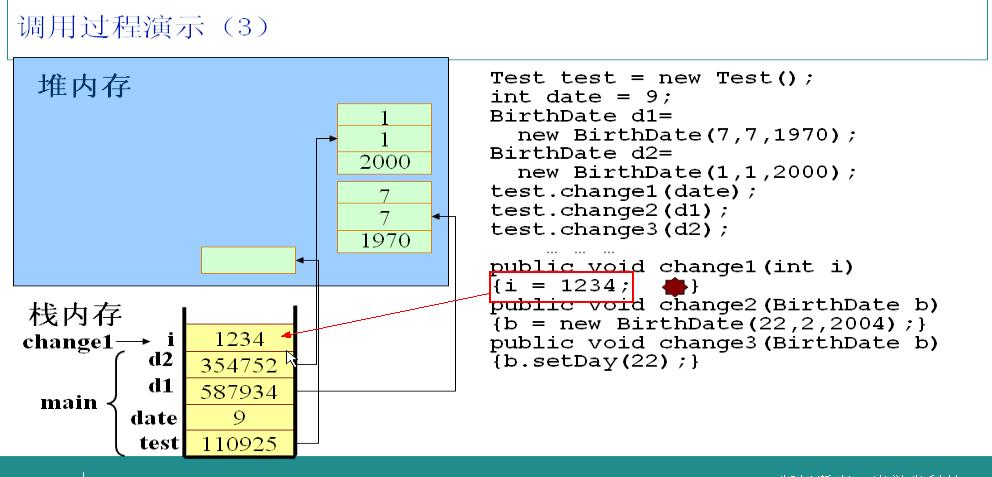 调用过程演示（3）
堆内存
1
1
2000
7
7
1970
栈内存
change1
i
1234
d2
354752
d1
587934
main
date
9
test
110925
Test test = new Test();
int date = 9;
BirthDate d1=
new BirthDate(7,7,1970);
BirthDate d2=
new BirthDate(1,1,2000);
test.change1(date);
test.change2(d1);
test.change3(d2);
… … …
public void change1(int i)
{i = 1234; }
public void change2(BirthDate b)
{b = new BirthDate(22,2,2004);}
public void change3(BirthDate b)
{b.setDay(22);}